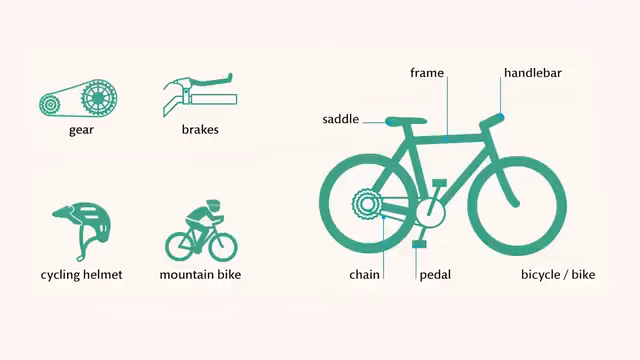 gear
brakes
cycling helmet
mountain bike
frame
handlebar
saddle
chain
pedal
bicycle / bike